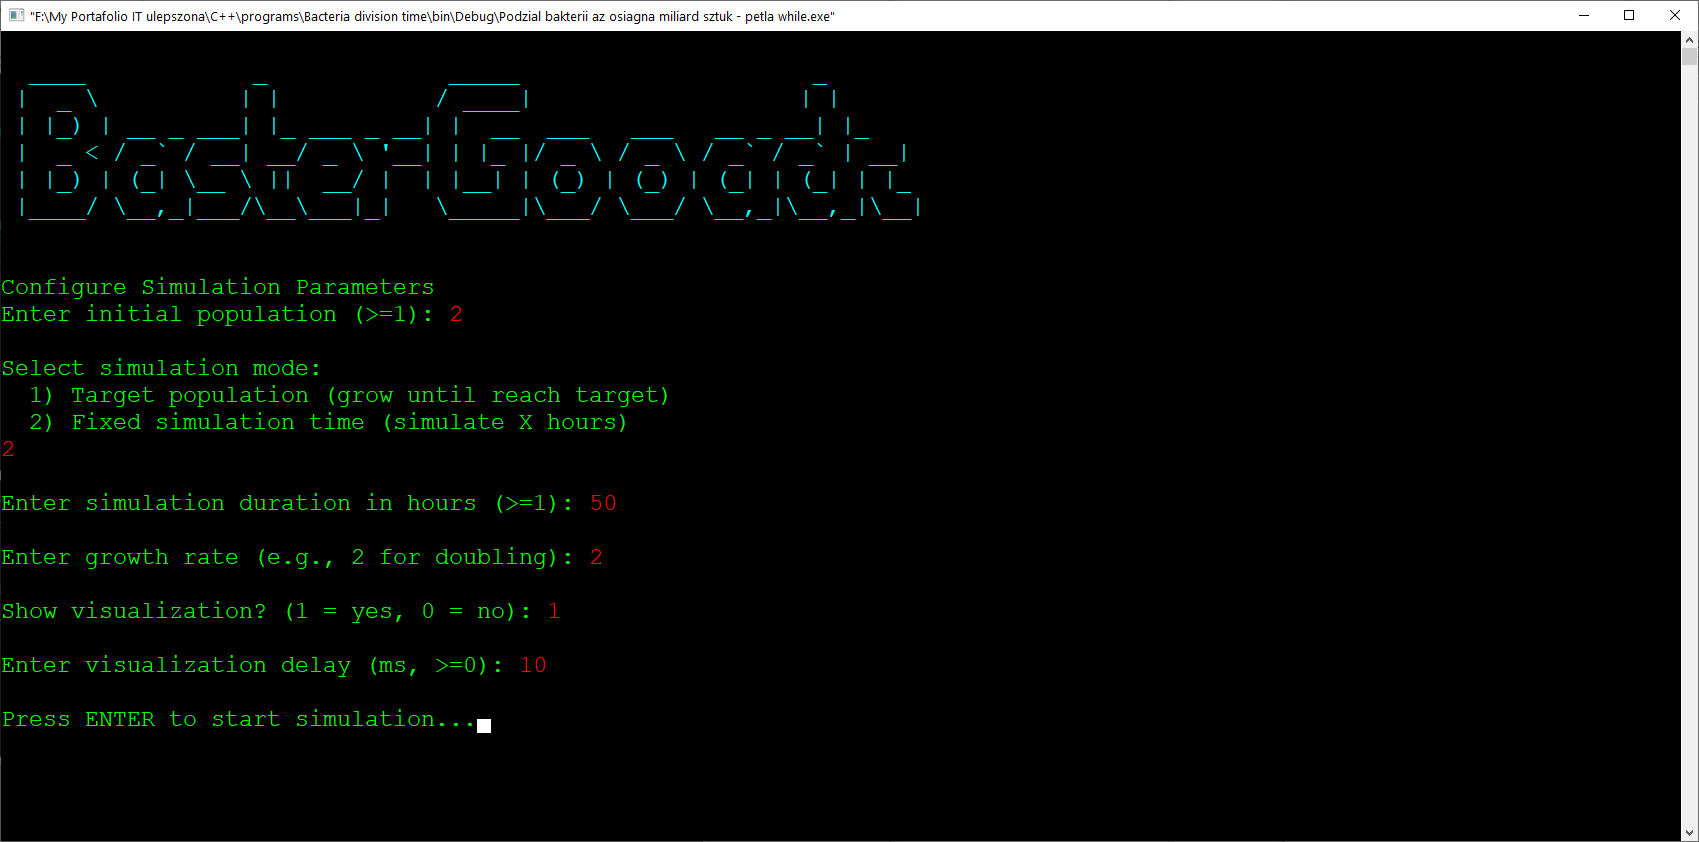 "F:\My Portafolio IT ulepszona\C++\programs\Bacteria division time\bin\Debug\Podzial bakterii az osiagna miliard sztuk - petla while.exe"
Configure Simulation Parameters
Enter initial population (>=1): 2
Select simulation mode:
1) Target population (grow until reach target)
2) Fixed simulation time (simulate X hours)
2
Enter simulation duration in hours (>=1): 50
Enter growth rate (e.g., 2 for doubling): 2
Show visualization? (1 = yes, 0 = no): 1
Enter visualization delay (ms, >=0): 10
Press ENTER to start simulation...